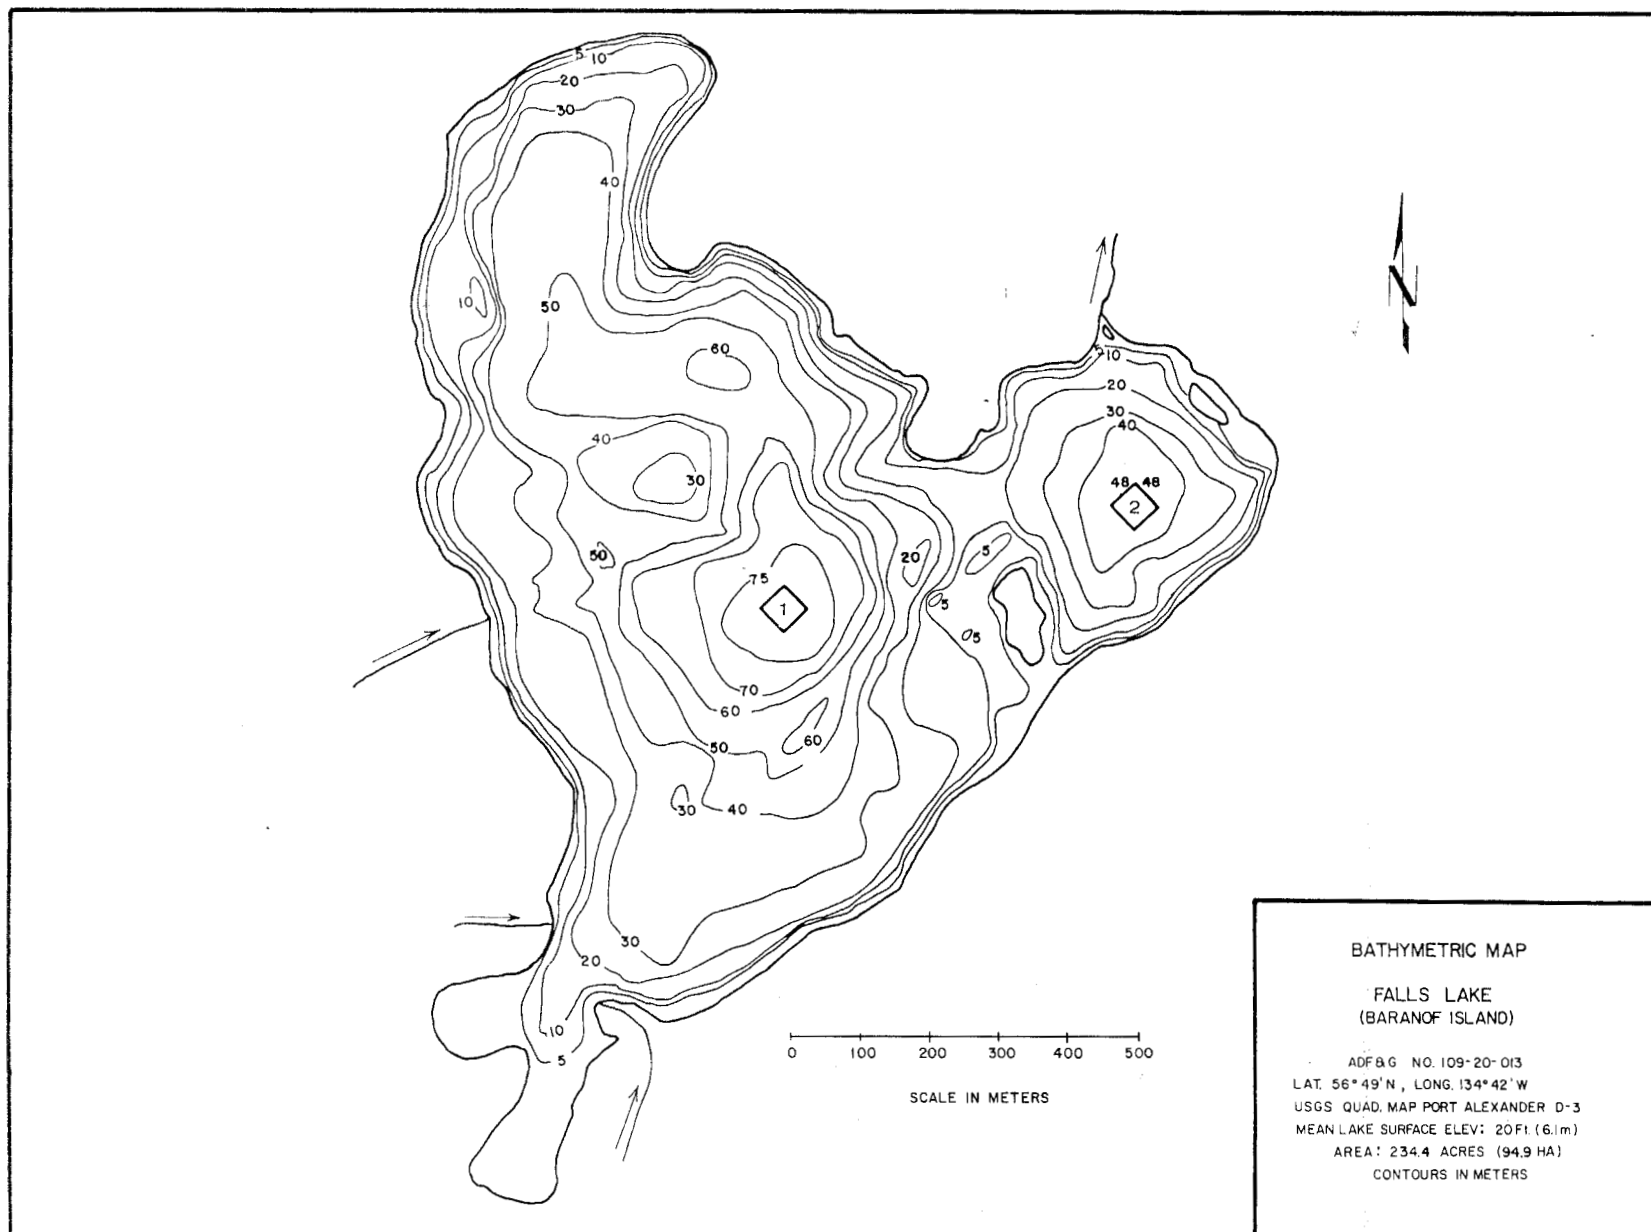 5 10
20
30
40
10
50
60
40
30
50
75
1
70
60
50
60
30
40
30
20
10
5
20
5
5
5
5 10
20
30
40
48 48
2
N
0 100 200 300 400 500
SCALE IN METERS
BATHYMETRIC MAP
FALLS LAKE
(BARANOF ISLAND)
ADF&G NO. 109-20-013
LAT. 56°49'N, LONG. 134°42'W
USGS QUAD. MAP PORT ALEXANDER D-3
MEAN LAKE SURFACE ELEV: 20Ft. (6.1m)
AREA: 234.4 ACRES (94.9 HA)
CONTOURS IN METERS